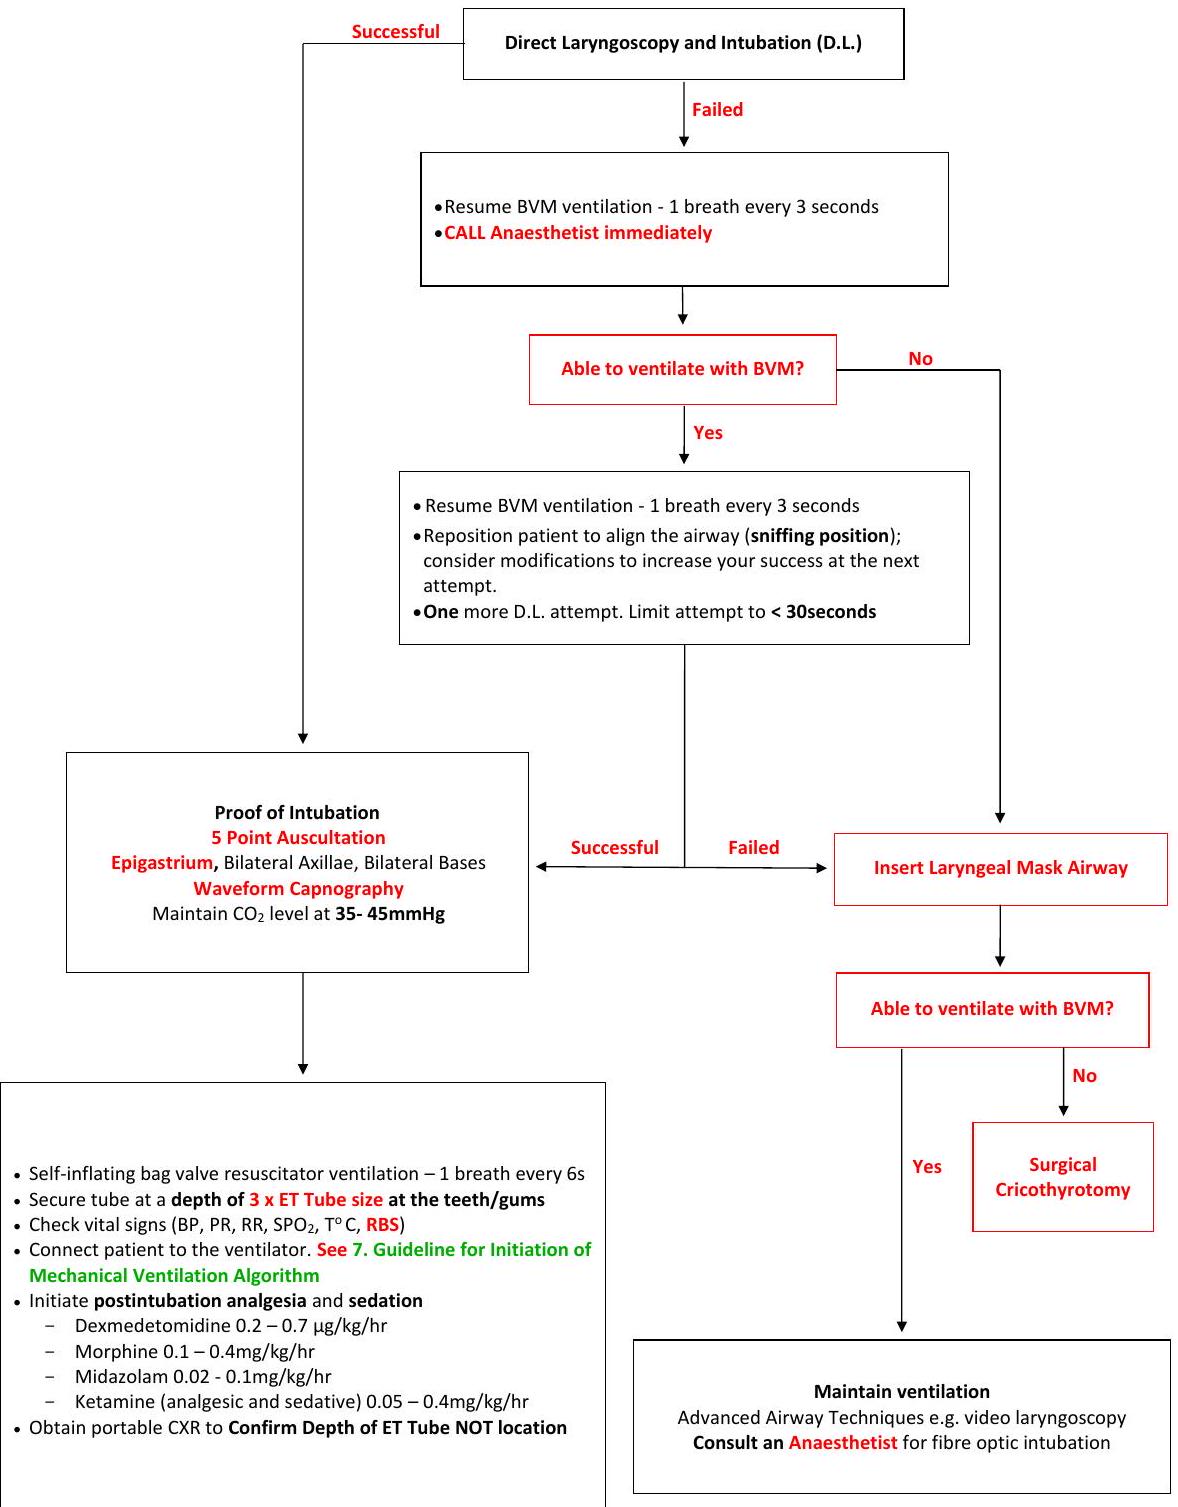 Successful
Direct Laryngoscopy and Intubation (D.L.)
Failed
•Resume BVM ventilation - 1 breath every 3 seconds
•CALL Anaesthetist immediately
Able to ventilate with BVM?
No
Yes
• Resume BVM ventilation - 1 breath every 3 seconds
•Reposition patient to align the airway (sniffing position);
consider modifications to increase your success at the next
attempt.
•One more D.L. attempt. Limit attempt to < 30seconds
Proof of Intubation
5 Point Auscultation
Epigastrium, Bilateral Axillae, Bilateral Bases
Waveform Capnography
Maintain CO₂ level at 35- 45mmHg
Successful
Failed
Insert Laryngeal Mask Airway
Able to ventilate with BVM?
No
Yes
Surgical
Cricothyrotomy
• Self-inflating bag valve resuscitator ventilation – 1 breath every 6s
• Secure tube at a depth of 3 x ET Tube size at the teeth/gums
• Check vital signs (BP, PR, RR, SPO₂, Tº C, RBS)
• Connect patient to the ventilator. See 7. Guideline for Initiation of
Mechanical Ventilation Algorithm
• Initiate postintubation analgesia and sedation
– Dexmedetomidine 0.2 – 0.7 µg/kg/hr
– Morphine 0.1 – 0.4mg/kg/hr
– Midazolam 0.02 - 0.1mg/kg/hr
– Ketamine (analgesic and sedative) 0.05 – 0.4mg/kg/hr
• Obtain portable CXR to Confirm Depth of ET Tube NOT location
Maintain ventilation
Advanced Airway Techniques e.g. video laryngoscopy
Consult an Anaesthetist for fibre optic intubation